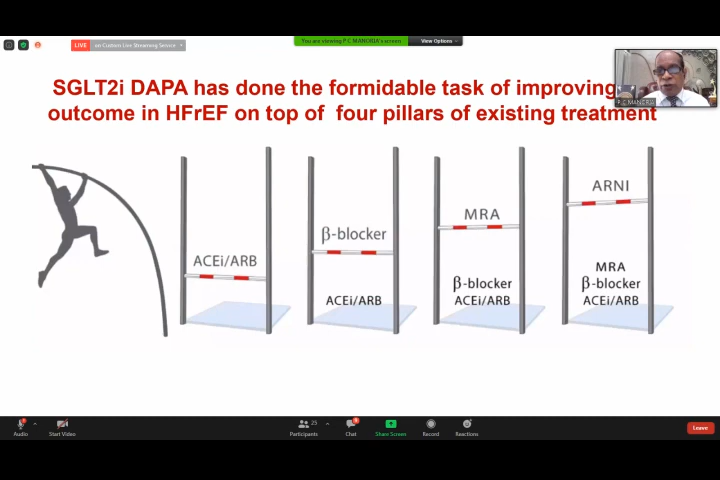 LIVE
on Custom Live Streaming Service
You are viewing P C MANORIA's screen
View Options
SGLT2i DAPA has done the formidable task of improving
outcome in HFrEF on top of four pillars of existing treatment
P. C MANORIA
ACEi/ARB
β-blocker
ACEi/ARB
MRA
β-blocker
ACEi/ARB
ARNI
MRA
β-blocker
ACEi/ARB
Audio
Start Video
Participants
25
Chat
Share Screen
Record
Reactions
Leave